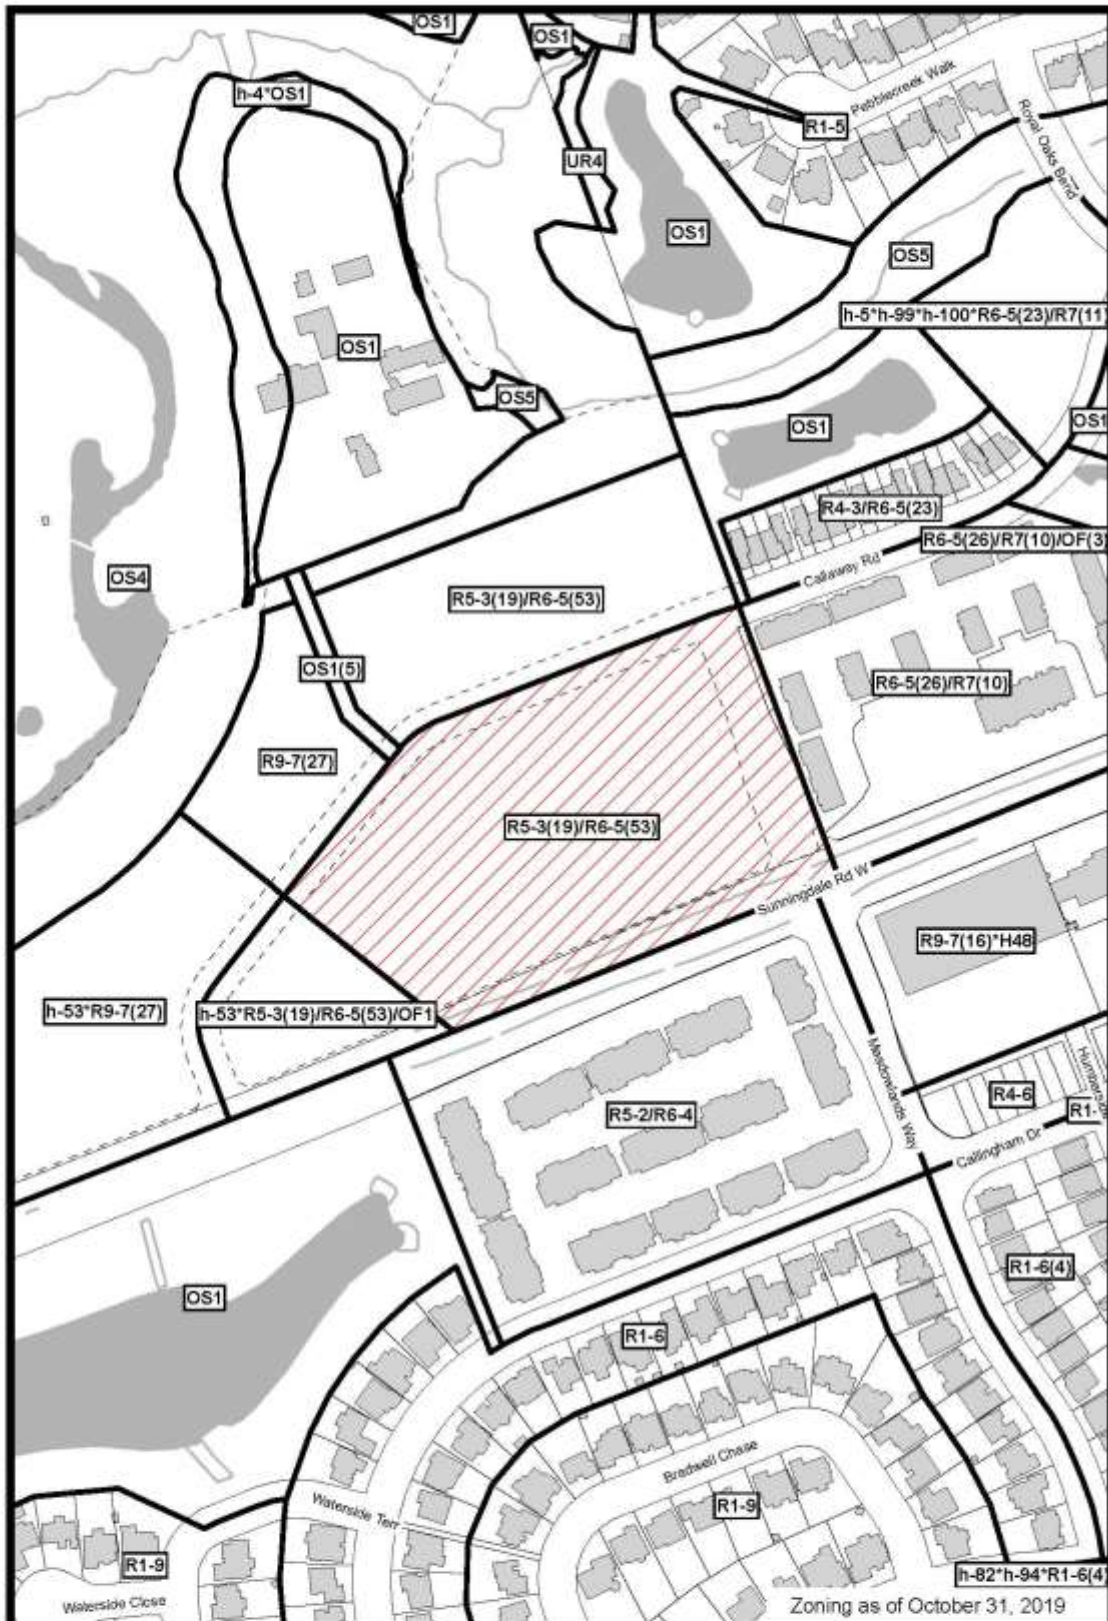 OS1
OS1
h-4*OS1
Pebblecreek Walk
R1-5
Royal Oaks Bend
UR4
OS1
OS5
h-5*h-99*h-100*R6-5(23)/R7(11)
OS1
OS5
OS1
OS1
R4-3/R6-5(23)
R6-5(26)/R7(10)/OF(3)
OS4
Callaway Rd
R5-3(19)/R6-5(53)
OS1(5)
R6-5(26)/R7(10)
R9-7(27)
R5-3(19)/R6-5(53)
Sunningdale Rd W
R9-7(16)*H48
h-53*R9-7(27)
h-53*R5-3(19)/R6-5(53)/OF1
Meadowlands Way
R4-6
R5-2/R6-4
R1-
Callingham Dr
R1-6(4)
OS1
R1-6
Bradwell Chase
Waterside Terr
R1-9
R1-9
h-82*h-94*R1-6(4)
Waterside Close
Zoning as of October 31, 2019